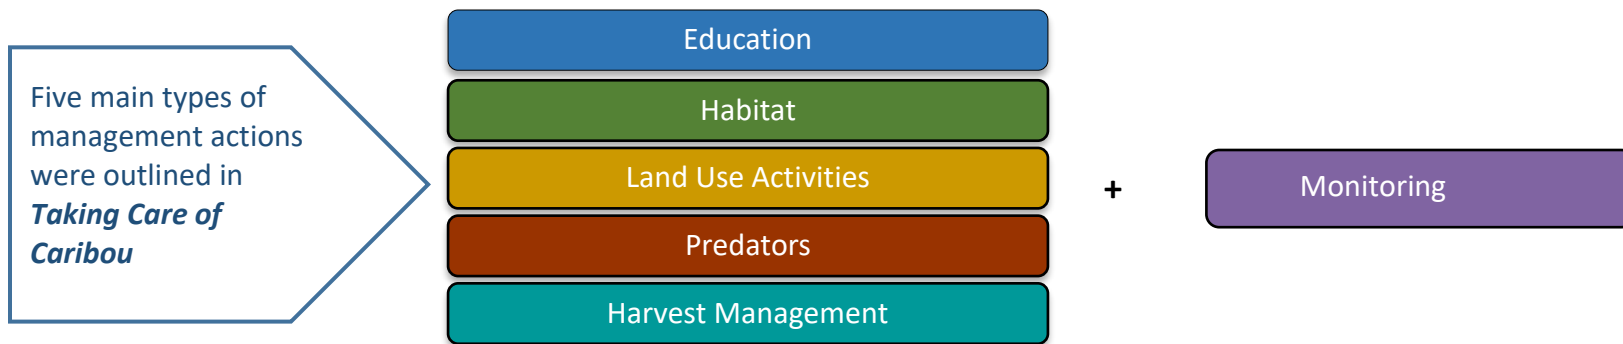 Five main types of
management actions
were outlined in
Taking Care of
Caribou
Education
Habitat
Land Use Activities
Predators
Harvest Management
+
Monitoring